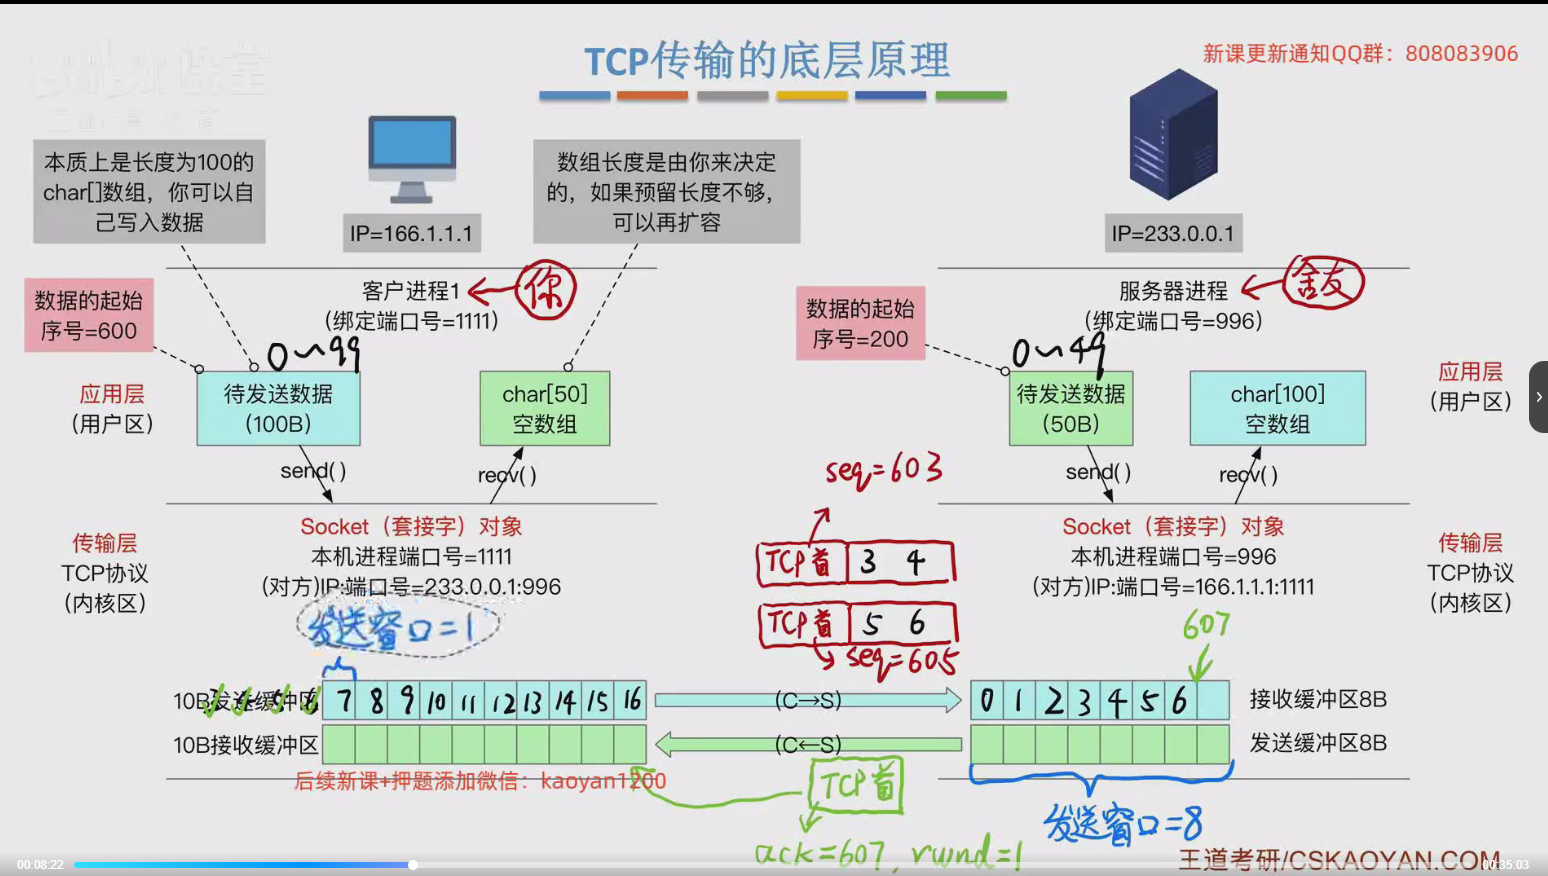 TCP传输的底层原理
新课更新通知QQ群：808083906
本质上是长度为100的
char[]数组，你可以自
己写入数据
数组长度是由你来决定
的，如果预留长度不够，
可以再扩容
IP=166.1.1.1
IP=233.0.0.1
数据的起始
序号=600
客户进程1
(绑定端口号=1111)
你
数据的起始
序号=200
服务器进程
(绑定端口号=996)
舍友
0~99
0~49
应用层
(用户区)
待发送数据
(100B)
char[50]
空数组
待发送数据
(50B)
char[100]
空数组
应用层
(用户区)
send()
recv()
send()
recv()
seq=603
传输层
TCP协议
(内核区)
Socket（套接字）对象
本机进程端口号=1111
(对方)IP:端口号=233.0.0.1:996
发送窗口=1
TCP首 3 4
TCP首 5 6
seq=605
Socket（套接字）对象
本机进程端口号=996
(对方)IP:端口号=166.1.1.1:1111
传输层
TCP协议
(内核区)
607
10B发送缓冲区
7 8 9 10 11 12 13 14 15 16
(C→S)
0 1 2 3 4 5 6
接收缓冲区8B
10B接收缓冲区
(C←S)
发送缓冲区8B
后续新课+押题添加微信：kaoyan1200
TCP首
发送窗口=8
ack=607, rwnd=1
王道考研/CSKAOYAN.COM
00:08:22
00:35:03